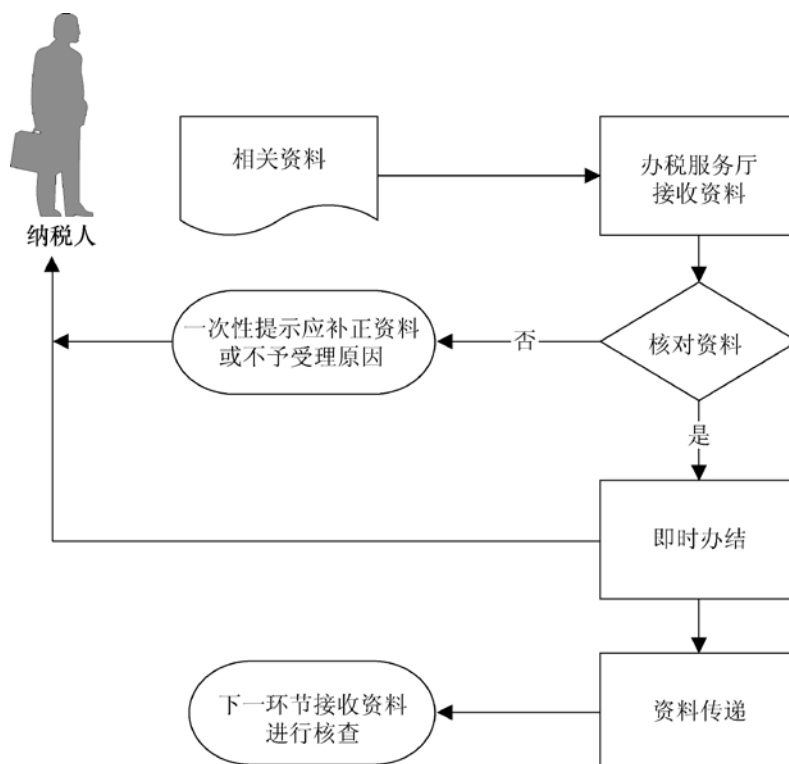 相关资料
办税服务厅
接收资料
纳税人
一次性提示应补正资料
或不予受理原因
否
核对资料
是
即时办结
下一环节接收资料
进行核查
资料传递